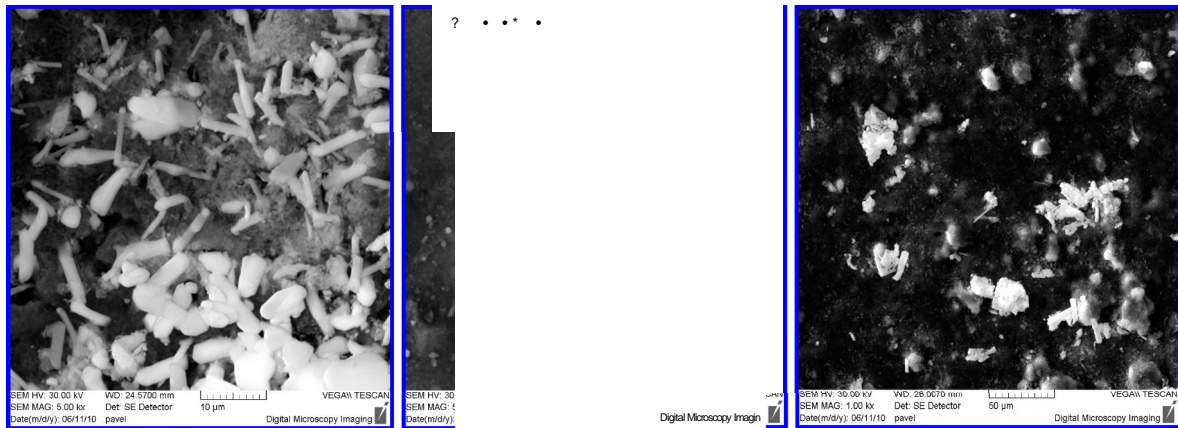 ? • • * •
SEM HV: 30.00 kV WD: 24.5700 mm VEGA\\ TESCAN
SEM MAG: 5.00 kx Det: SE Detector 10 µm
Date(m/d/y): 06/11/10 pavel Digital Microscopy Imaging
SEM HV: 30
SEM MAG: 5
Date(m/d/y): Digital Microscopy Imagin
SEM HV: 30.00 kV WD: 26.0070 mm VEGA\\ TESCAN
SEM MAG: 1.00 kx Det: SE Detector 50 µm
Date(m/d/y): 06/11/10 pavel Digital Microscopy Imaging